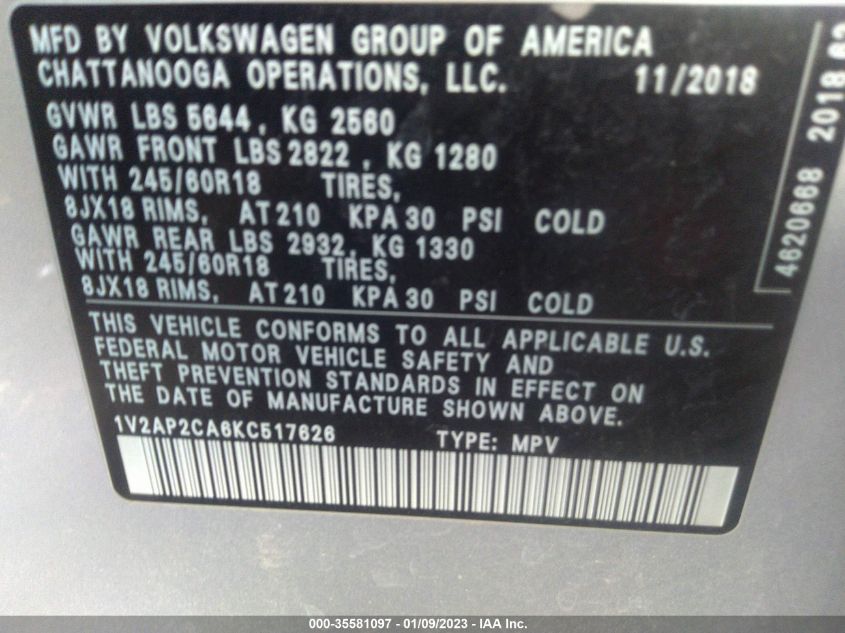 MFD BY VOLKSWAGEN GROUP OF AMERICA
CHATTANOOGA OPERATIONS, LLC. 11/2018
GVWR LBS 5644, KG 2560
GAWR FRONT LBS 2822, KG 1280
WITH 245/60R18 TIRES,
8JX18 RIMS, AT 210 KPA 30 PSI COLD
GAWR REAR LBS 2932, KG 1330
WITH 245/60R18 TIRES,
8JX18 RIMS, AT 210 KPA 30 PSI COLD
THIS VEHICLE CONFORMS TO ALL APPLICABLE U.S.
FEDERAL MOTOR VEHICLE SAFETY AND
THEFT PREVENTION STANDARDS IN EFFECT ON
THE DATE OF MANUFACTURE SHOWN ABOVE.
1V2AP2CA6KC517626 TYPE: MPV
4620668 2018
000-35581097 - 01/09/2023 - IAA Inc.